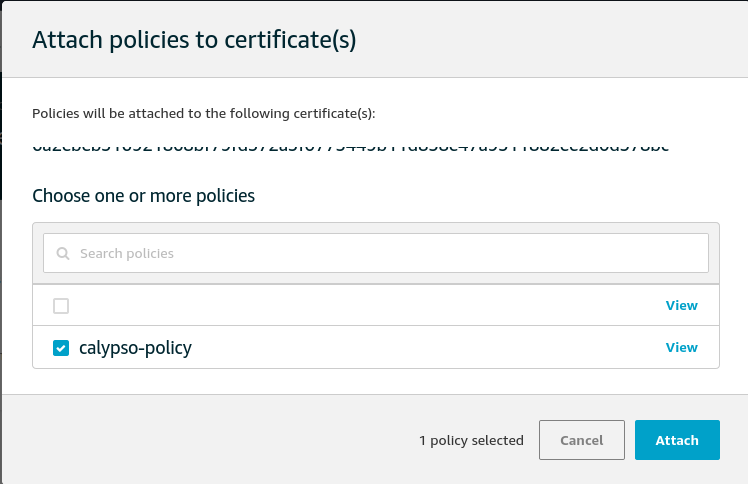 Attach policies to certificate(s)
Policies will be attached to the following certificate(s):
Choose one or more policies
Search policies
View
calypso-policy
View
1 policy selected
Cancel
Attach